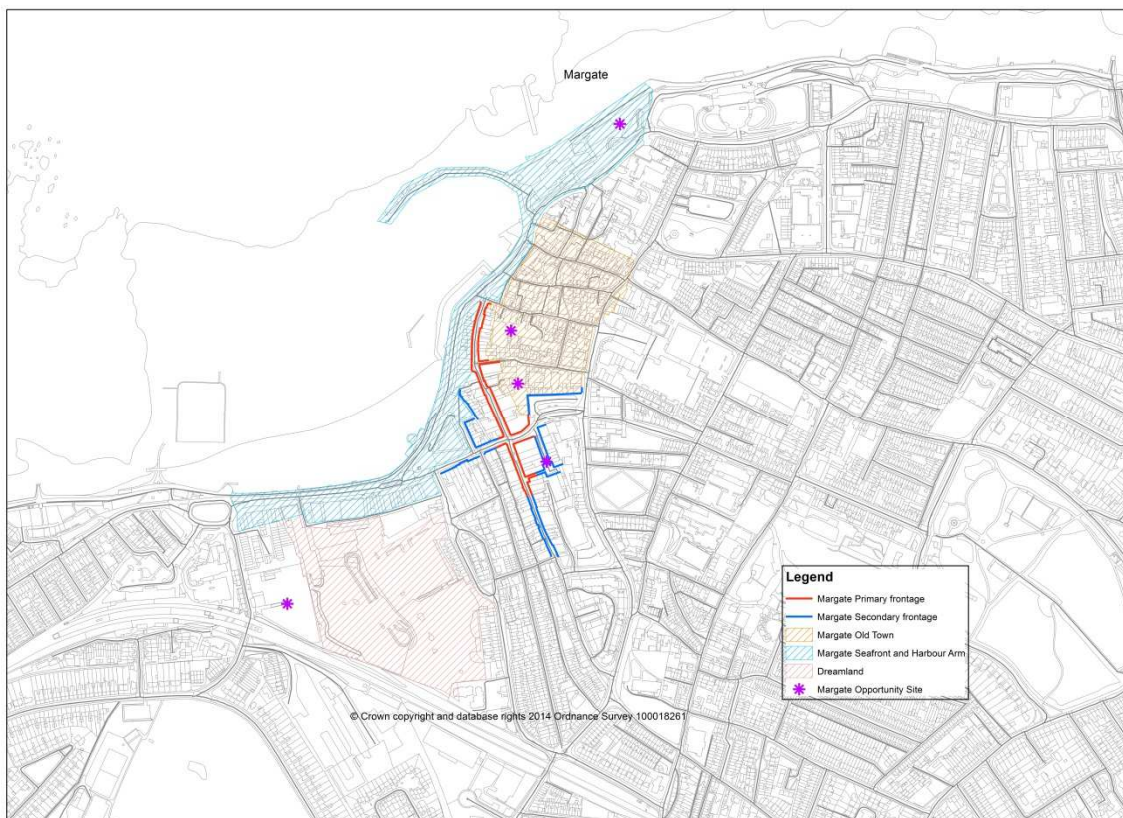 Margate
Legend
Margate Primary frontage
Margate Secondary frontage
Margate Old Town
Margate Seafront and Harbour Arm
Dreamland
Margate Opportunity Site
© Crown copyright and database rights 2014 Ordnance Survey 100018261